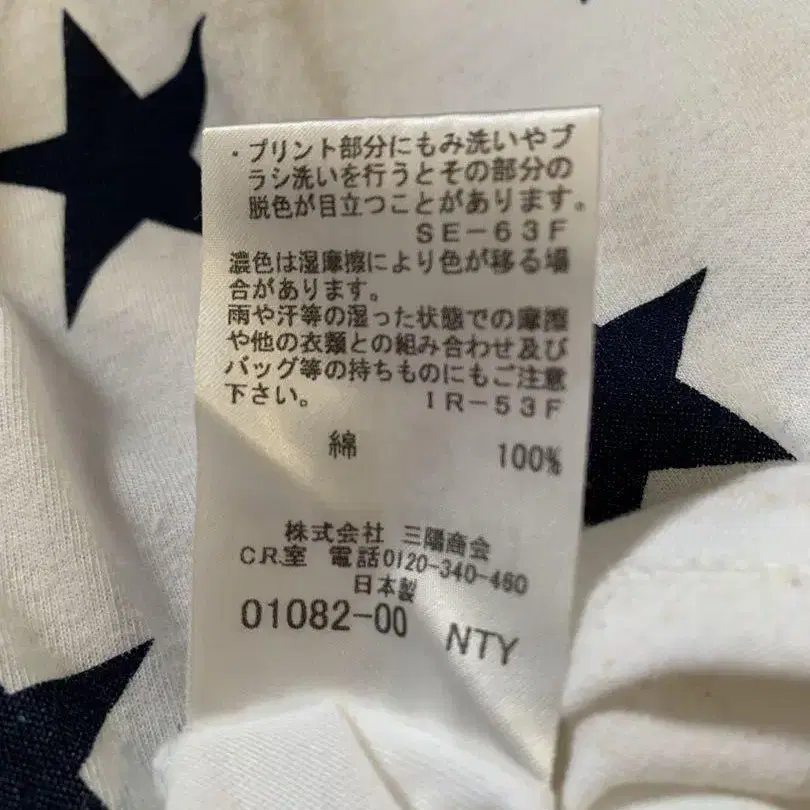 ・プリント部分にもみ洗いやブ
ラシ洗いを行うとその部分の
脱色が目立つことがあります。
SE-63F
濃色は湿摩擦により色が移る場
合があります。
雨や汗等の湿った状態での摩擦
や他の衣類との組み合わせ及び
バッグ等の持ちものにもご注意
下さい。 IR-53F
綿 100%
株式会社 三陽商会
C.R.室 電話0120-340-460
日本製
01082-00 NTY